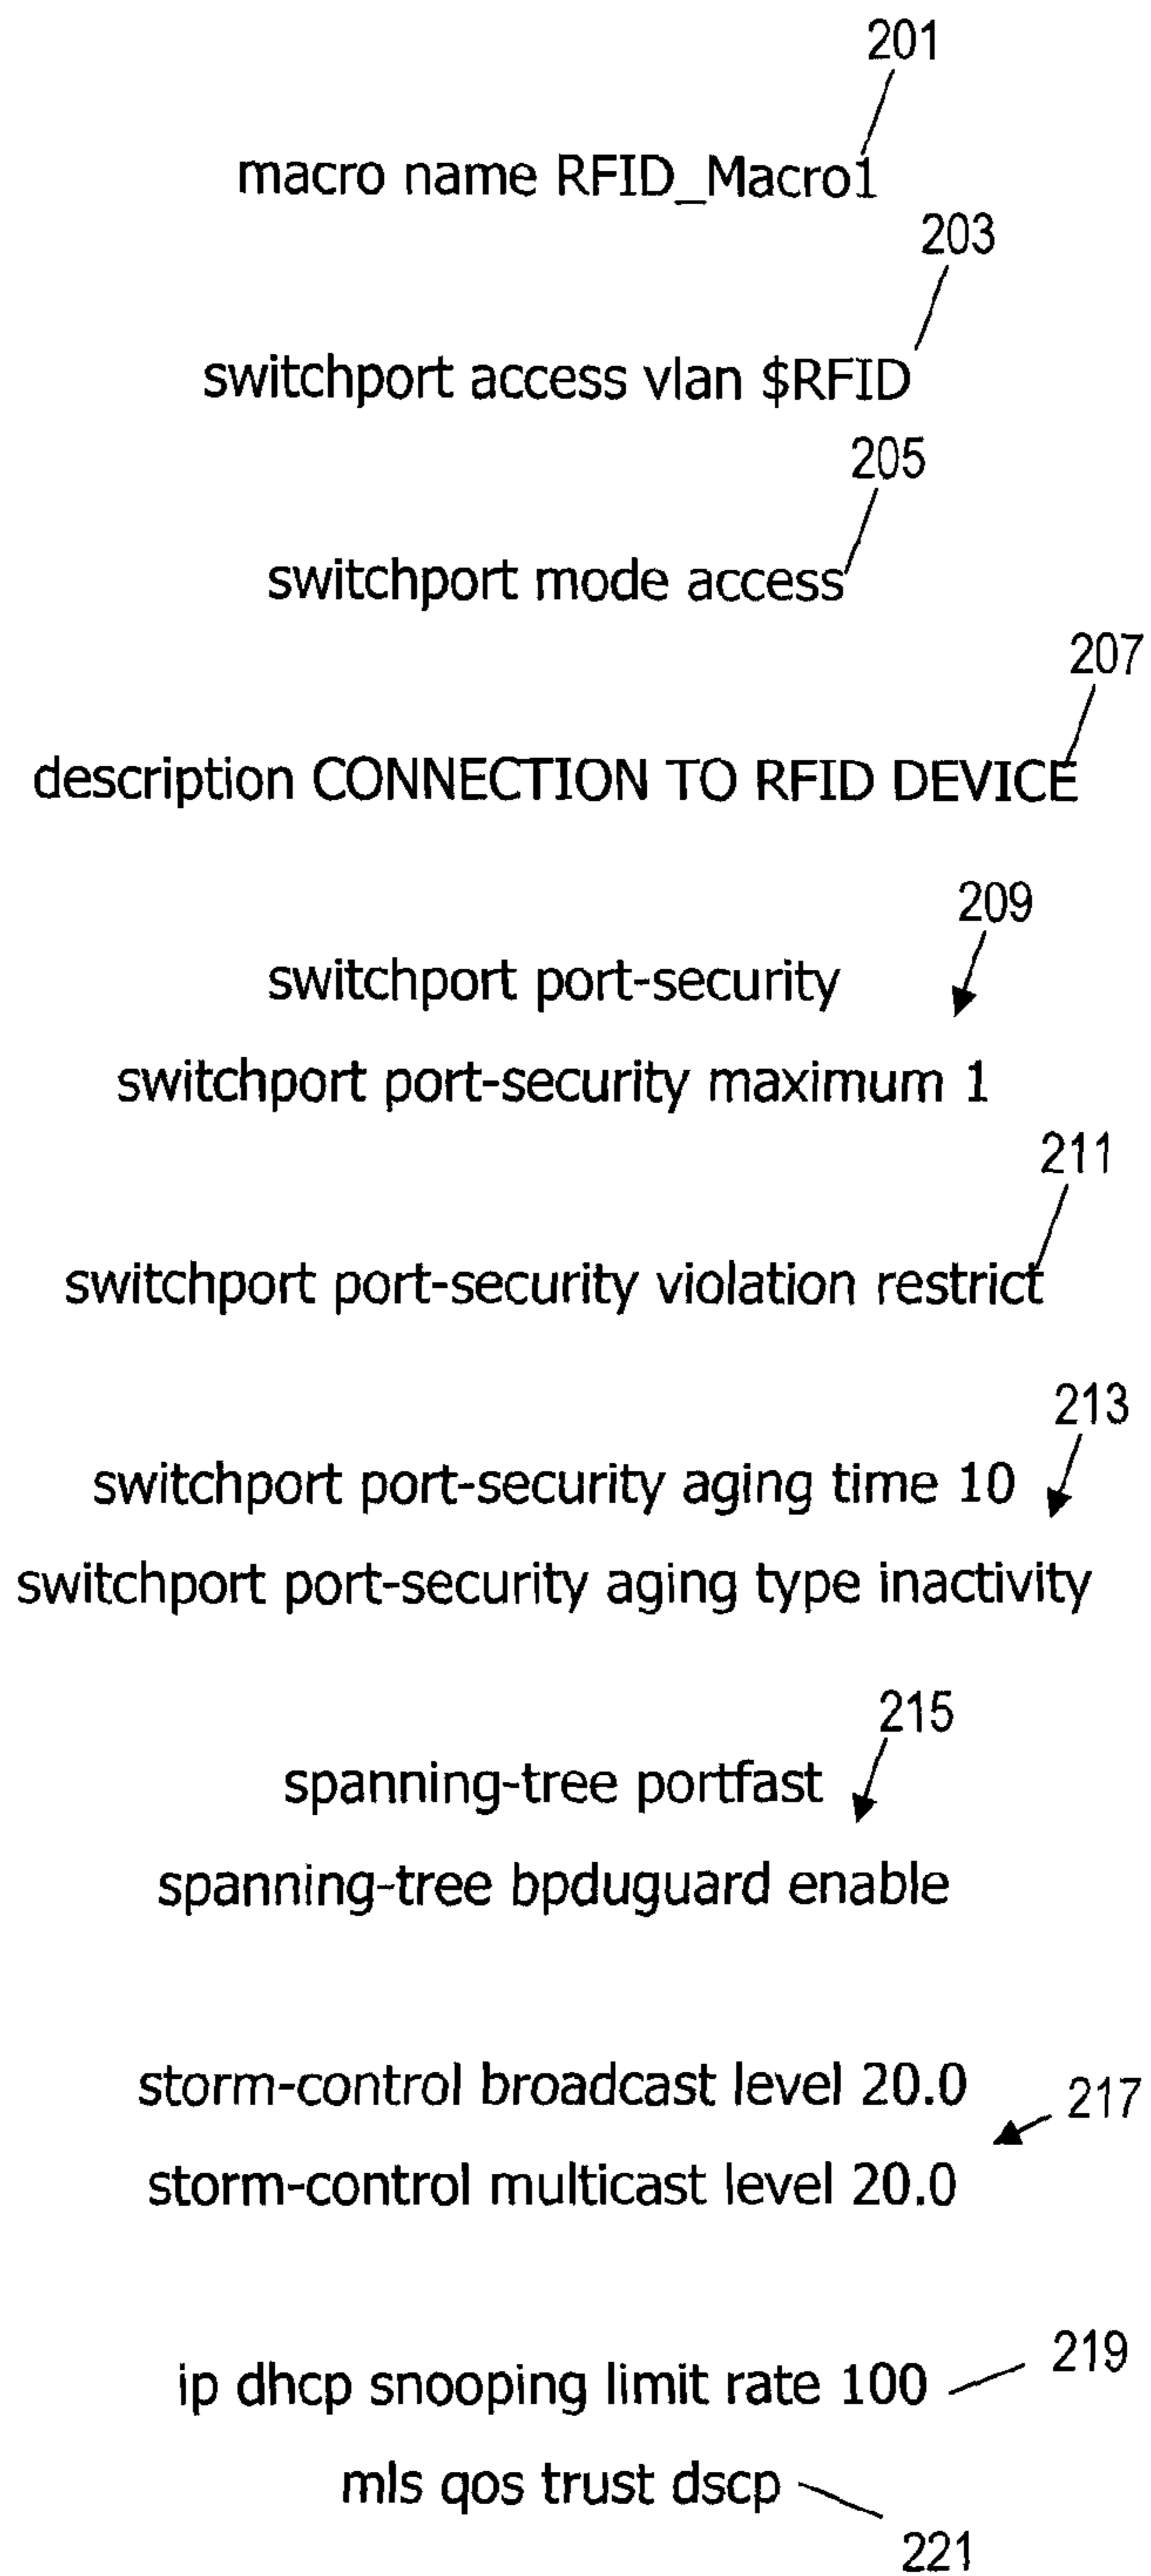 201
macro name RFID_Macro1
203
switchport access vlan $RFID
205
switchport mode access
207
description CONNECTION TO RFID DEVICE
209
switchport port-security
switchport port-security maximum 1
211
switchport port-security violation restrict
213
switchport port-security aging time 10
switchport port-security aging type inactivity
215
spanning-tree portfast
spanning-tree bpduguard enable
storm-control broadcast level 20.0
217
storm-control multicast level 20.0
219
ip dhcp snooping limit rate 100
mls qos trust dscp
221